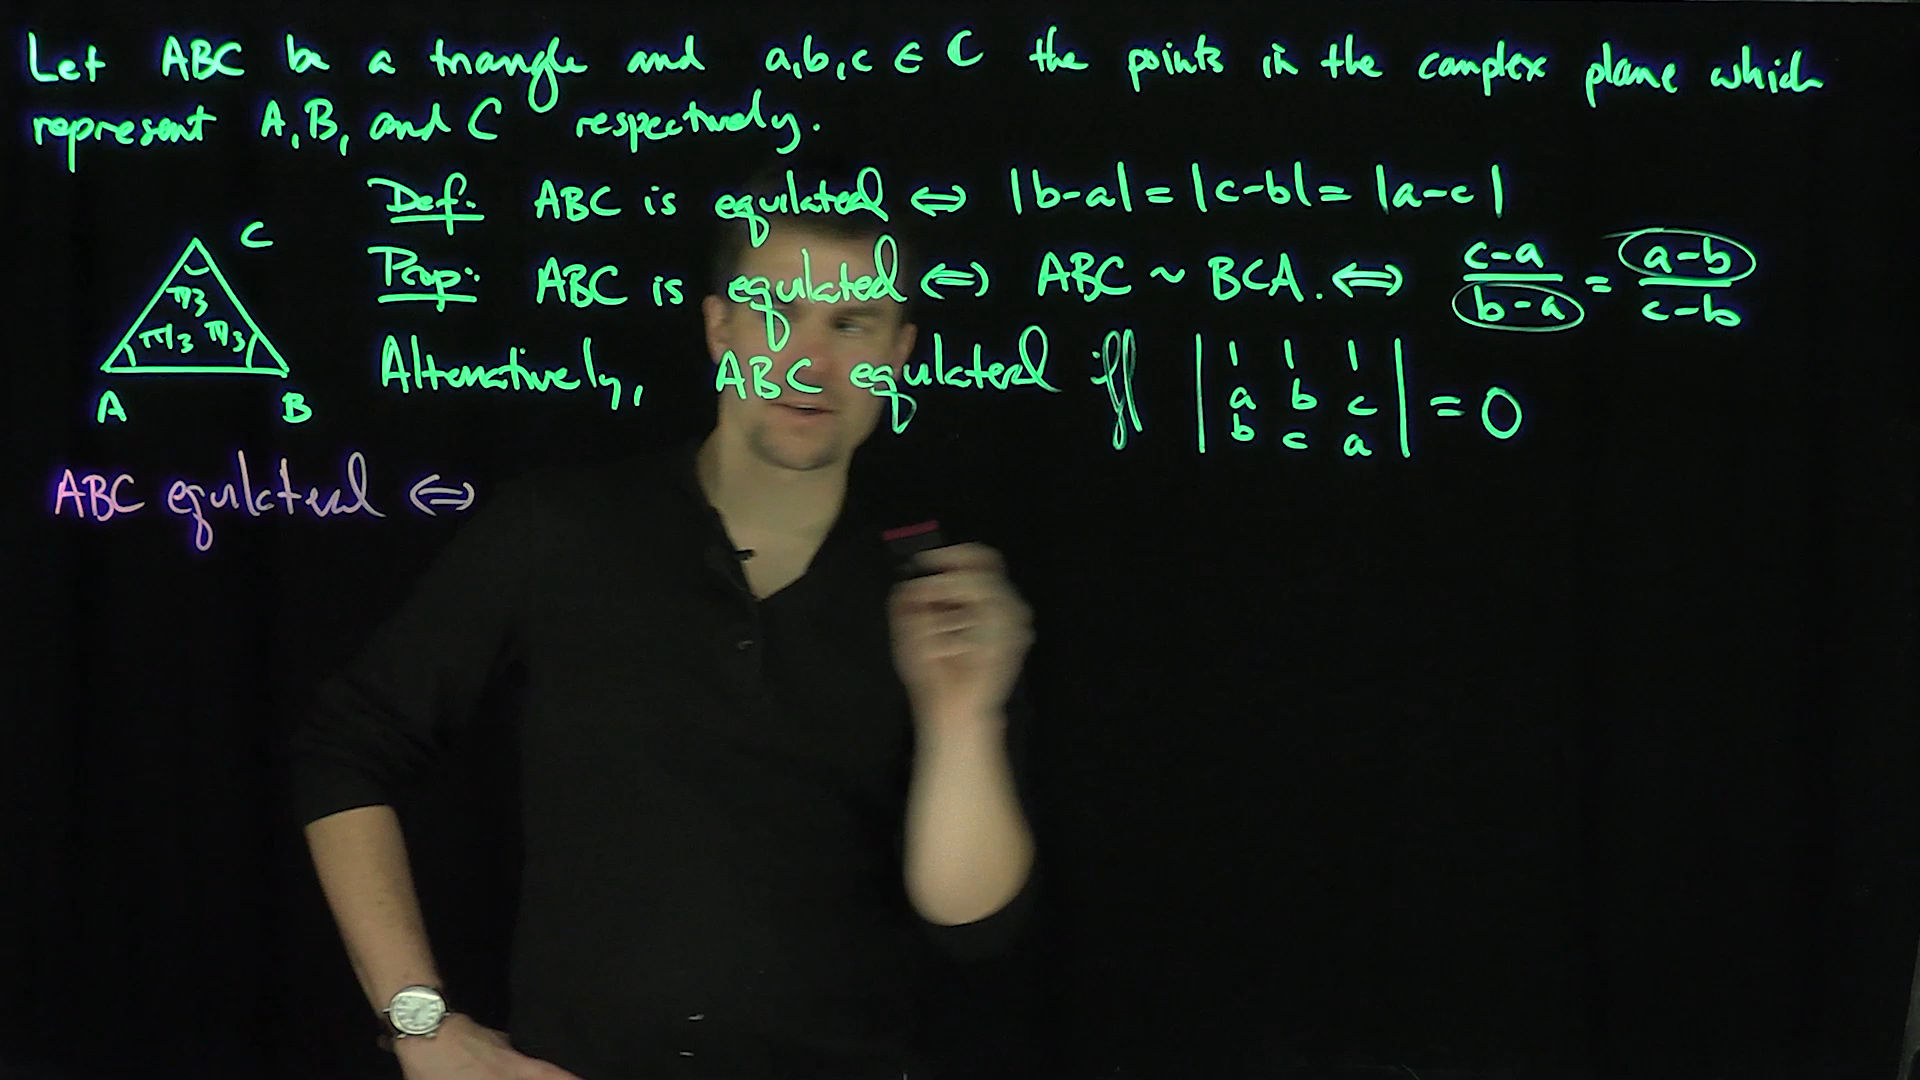 Let ABC be a triangle and a,b,c ∈ ℂ the points in the complex plane which
represent A,B, and C respectively.
Def: ABC is equilateral ⇔ |b-a| = |c-b| = |a-c|
Prop: ABC is equilateral ⇔ ABC ~ BCA. ⇔ (c-a)/(b-a) = (a-b)/(c-b)
Alternatively, ABC equilateral iff | 1 1 1 |
| a b c | = 0
| b c a |
C
π/3
π/3 π/3
A B
ABC equilateral ⇔